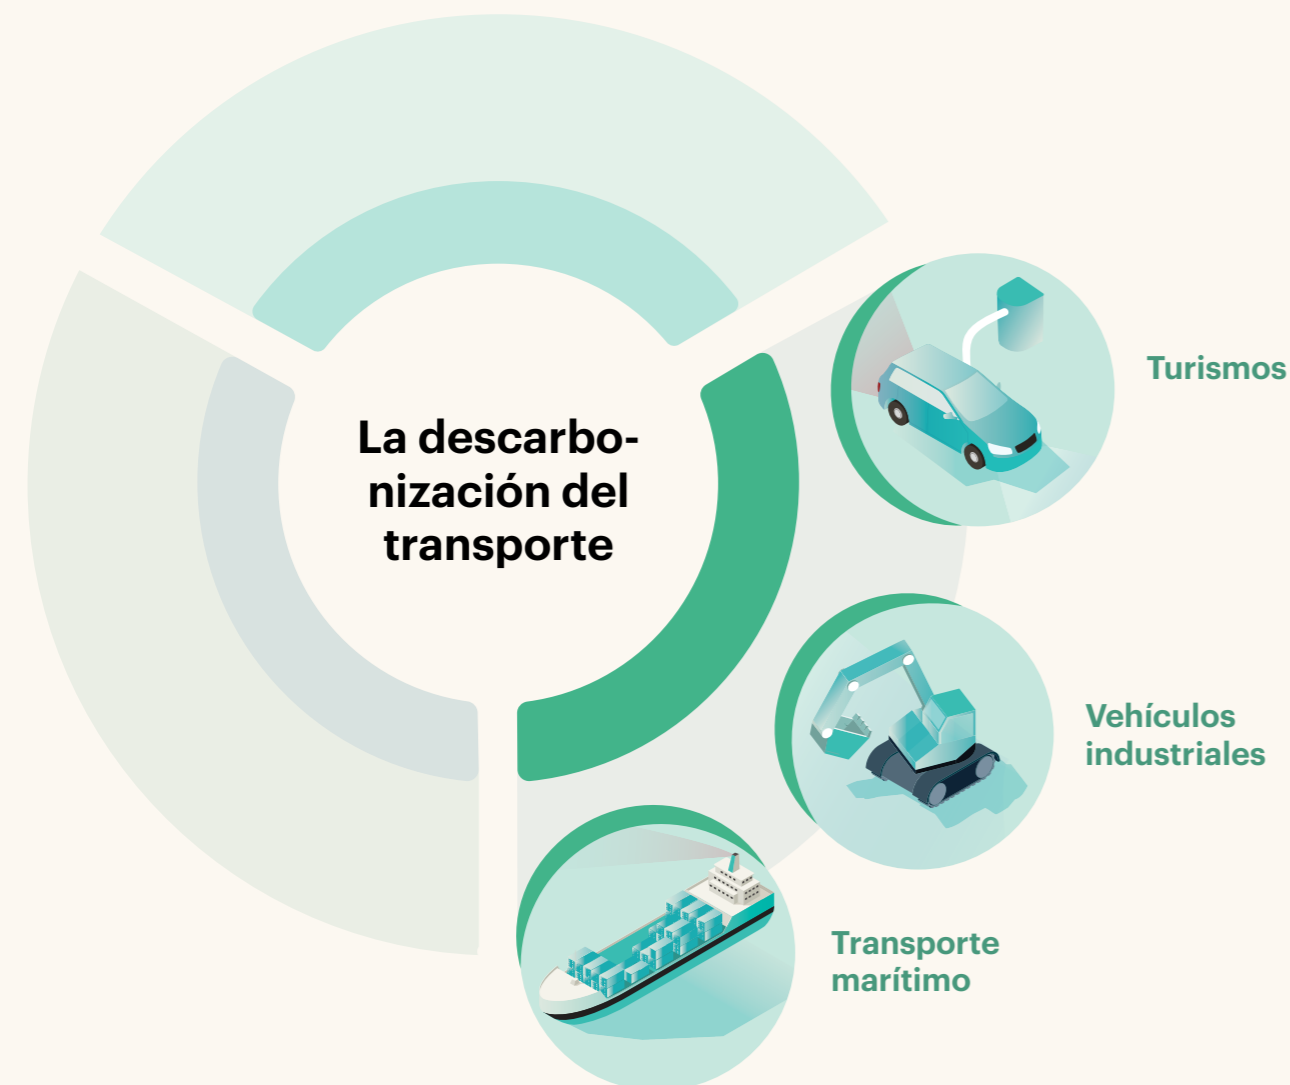 La descarbo-
nización del
transporte
Turismos
Vehículos
industriales
Transporte
marítimo